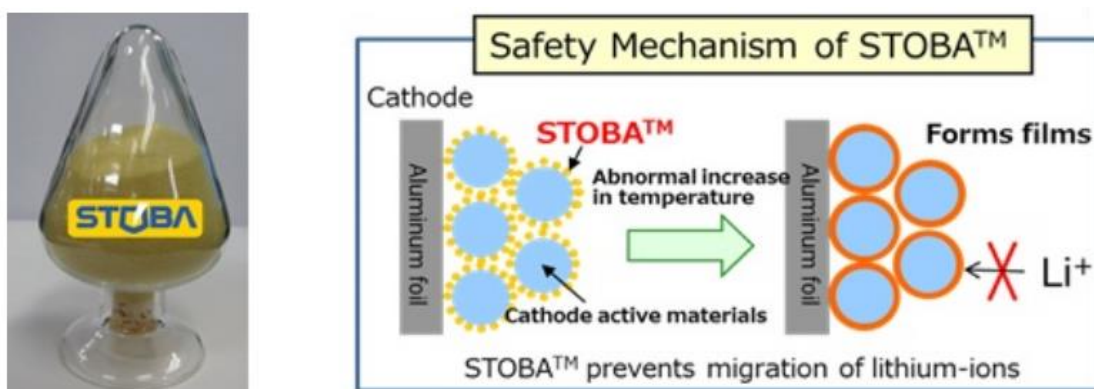 STOBA
Safety Mechanism of STOBA™
Cathode
STOBA™
Forms films
Aluminum foil
Abnormal increase
in temperature
Aluminum foil
Li⁺
Cathode active materials
STOBA™ prevents migration of lithium-ions